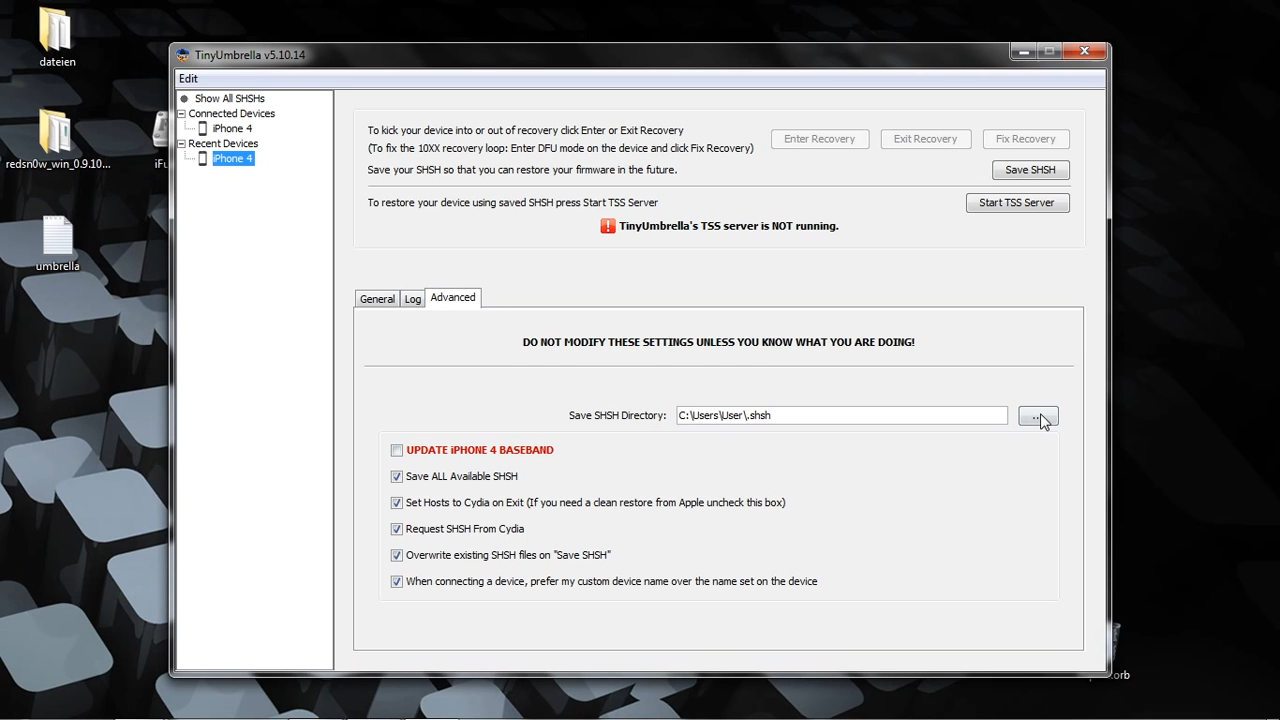 dateien
redsn0w_win_0.9.10...
iFu
umbrella
TinyUmbrella v5.10.14
Edit
Show All SHSHs
Connected Devices
iPhone 4
Recent Devices
iPhone 4
To kick your device into or out of recovery click Enter or Exit Recovery
(To fix the 10XX recovery loop: Enter DFU mode on the device and click Fix Recovery)
Enter Recovery
Exit Recovery
Fix Recovery
Save your SHSH so that you can restore your firmware in the future.
Save SHSH
To restore your device using saved SHSH press Start TSS Server
Start TSS Server
TinyUmbrella's TSS server is NOT running.
General
Log
Advanced
DO NOT MODIFY THESE SETTINGS UNLESS YOU KNOW WHAT YOU ARE DOING!
Save SHSH Directory:
C:\Users\User\.shsh
...
UPDATE iPHONE 4 BASEBAND
Save ALL Available SHSH
Set Hosts to Cydia on Exit (If you need a clean restore from Apple uncheck this box)
Request SHSH From Cydia
Overwrite existing SHSH files on "Save SHSH"
When connecting a device, prefer my custom device name over the name set on the device